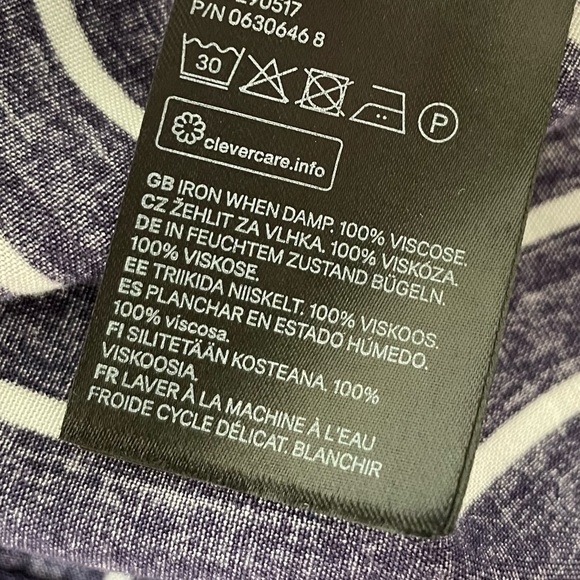 290517
P/N 0630646 8
30
P
clevercare.info
GB IRON WHEN DAMP. 100% VISCOSE.
CZ ŽEHLIT ZA VLHKA. 100% VISKÓZA.
DE IN FEUCHTEM ZUSTAND BÜGELN.
100% VISKOSE.
EE TRIIKIDA NIISKELT. 100% VISKOOS.
ES PLANCHAR EN ESTADO HÚMEDO.
100% viscosa.
FI SILITETÄÄN KOSTEANA. 100%
VISKOOSIA.
FR LAVER À LA MACHINE À L'EAU
FROIDE CYCLE DÉLICAT. BLANCHIR